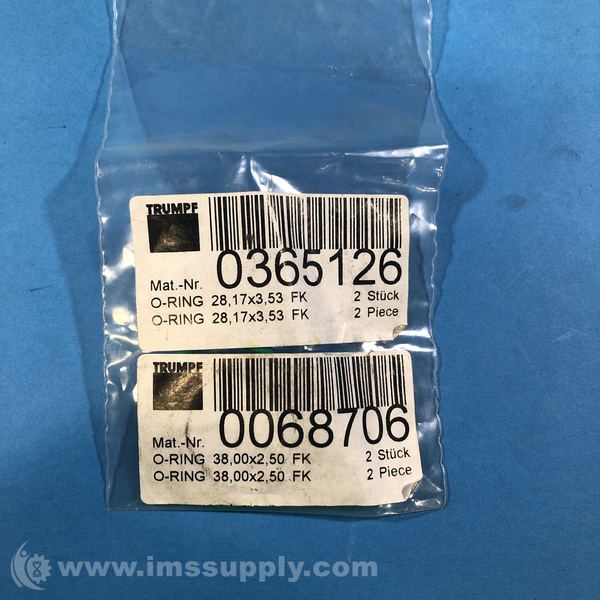 TRUMPF
Mat.-Nr. 0365126
O-RING 28,17x3,53 FK 2 Stück
O-RING 28,17x3,53 FK 2 Piece
TRUMPF
Mat.-Nr. 0068706
O-RING 38,00x2,50 FK 2 Stück
O-RING 38,00x2,50 FK 2 Piece
www.imssupply.com